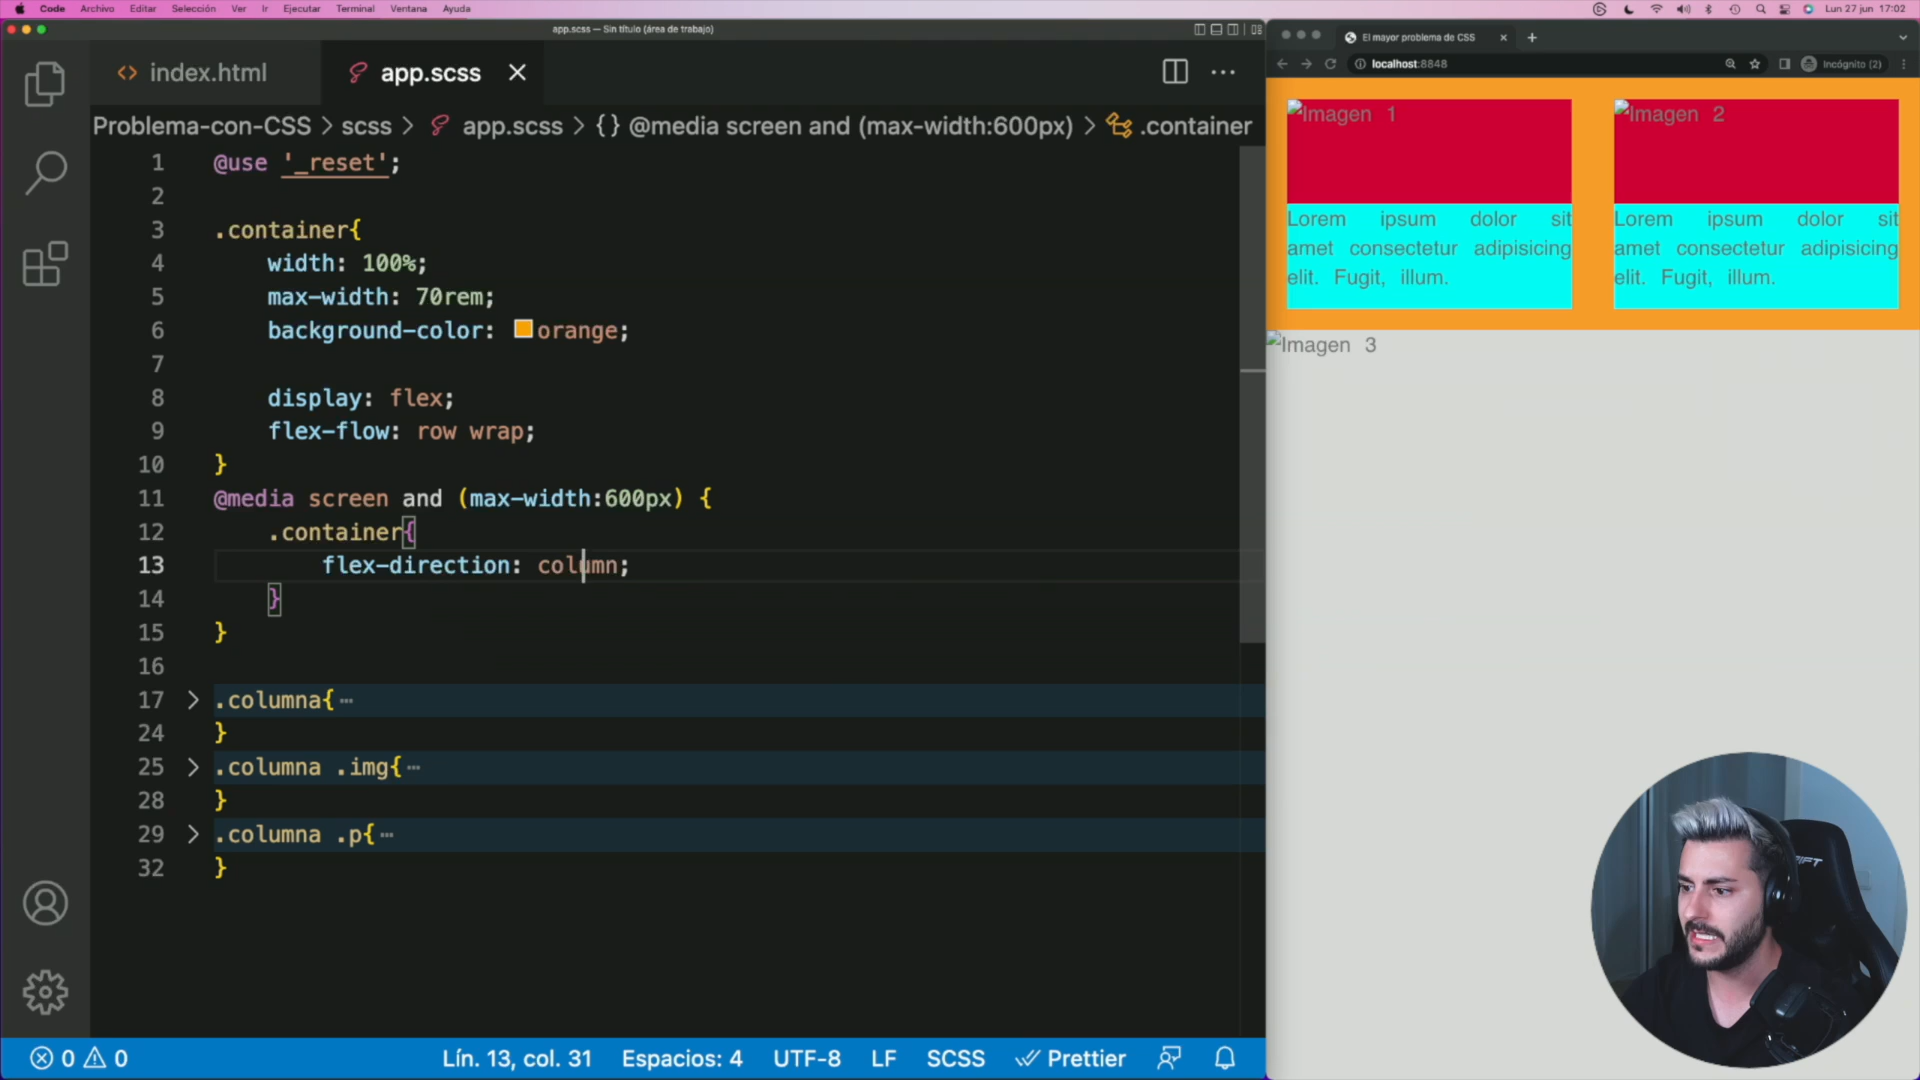 Code Archivo Editar Selección Ver Ir Ejecutar Terminal Ventana Ayuda
Lun 27 jun 17:02
app.scss — Sin título (área de trabajo)
index.html
app.scss
Problema-con-CSS > scss > app.scss > {} @media screen and (max-width:600px) > .container
1 @use '_reset';
2
3 .container{
4 width: 100%;
5 max-width: 70rem;
6 background-color: orange;
7
8 display: flex;
9 flex-flow: row wrap;
10 }
11 @media screen and (max-width:600px) {
12 .container{
13 flex-direction: column;
14 }
15 }
16
17 .columna{ ⋯
24 }
25 .columna .img{ ⋯
28 }
29 .columna .p{ ⋯
32 }
0 0
Lín. 13, col. 31 Espacios: 4 UTF-8 LF SCSS Prettier
El mayor problema de CSS
localhost:8848
Incógnito (2)
Imagen 1
Lorem ipsum dolor sit
amet consectetur adipisicing
elit. Fugit, illum.
Imagen 2
Lorem ipsum dolor sit
amet consectetur adipisicing
elit. Fugit, illum.
Imagen 3